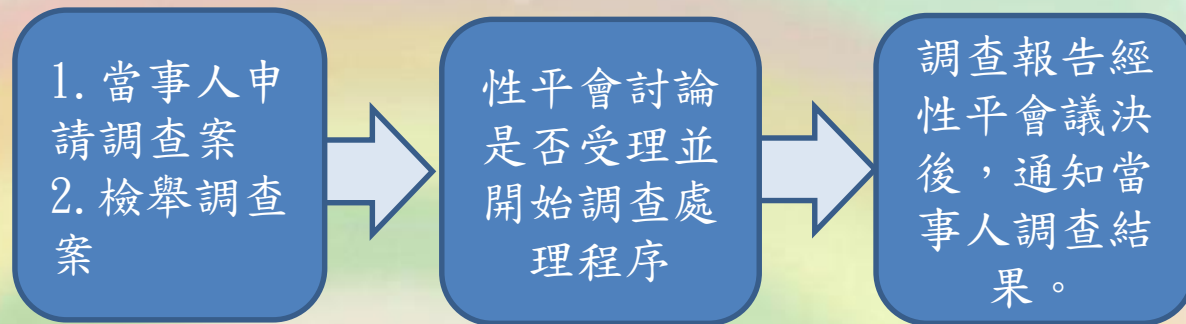 1. 當事人申
請調查案
2. 檢舉調查
案
性平會討論
是否受理並
開始調查處
理程序
調查報告經
性平會議決
後，通知當
事人調查結
果。